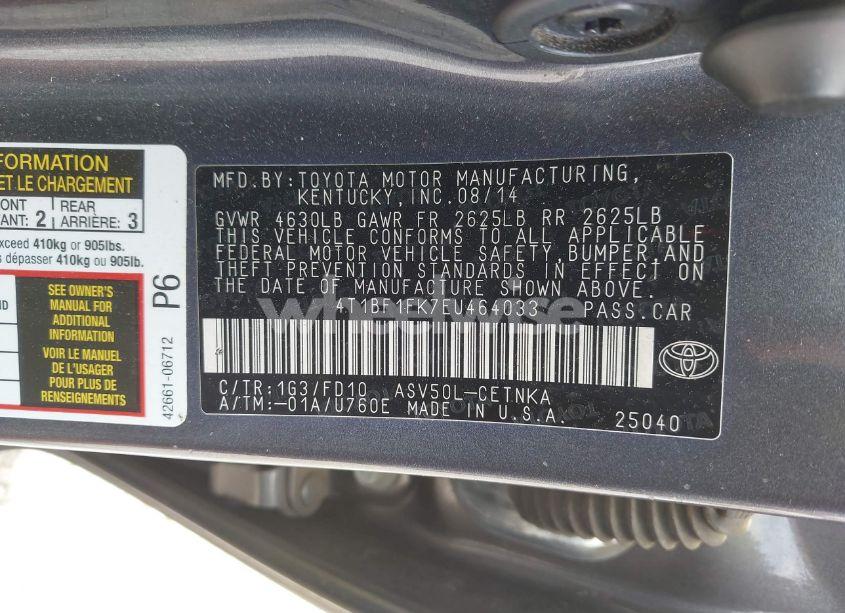 FORMATION
ET LE CHARGEMENT
ONT
ANT: 2
REAR
ARRIÈRE: 3
exceed 410kg or 905lbs.
s dépasser 410kg ou 905lb.
SEE OWNER'S
MANUAL FOR
ADDITIONAL
INFORMATION
VOIR LE MANUEL
DE L'USAGER
POUR PLUS DE
RENSEIGNEMENTS
P6
42661-06712
MFD.BY:TOYOTA MOTOR MANUFACTURING,
KENTUCKY,INC.08/14
GVWR 4630LB GAWR FR 2625LB RR 2625LB
THIS VEHICLE CONFORMS TO ALL APPLICABLE
FEDERAL MOTOR VEHICLE SAFETY,BUMPER,AND
THEFT PREVENTION STANDARDS IN EFFECT ON
THE DATE OF MANUFACTURE SHOWN ABOVE.
4T1BF1FK7EU464033 PASS.CAR
C/TR:1G3/FD10 ASV50L-CETNKA
A/TM:-01A/U760E MADE IN U.S.A.
25040
wheelwise